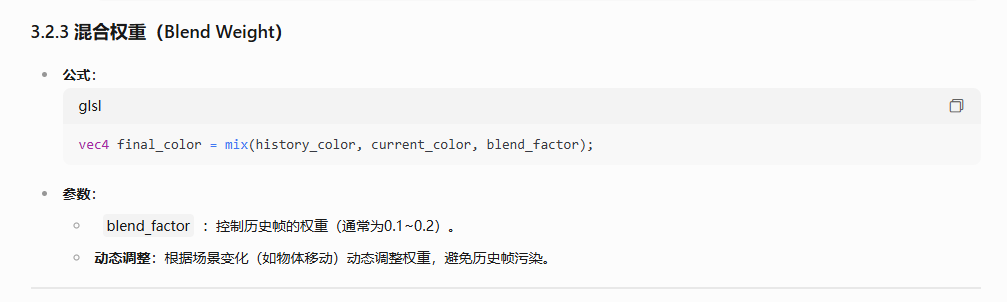 3.2.3 混合权重（Blend Weight）
公式：
glsl
vec4 final_color = mix(history_color, current_color, blend_factor);
参数：
blend_factor ：控制历史帧的权重（通常为0.1~0.2）。
动态调整：根据场景变化（如物体移动）动态调整权重，避免历史帧污染。